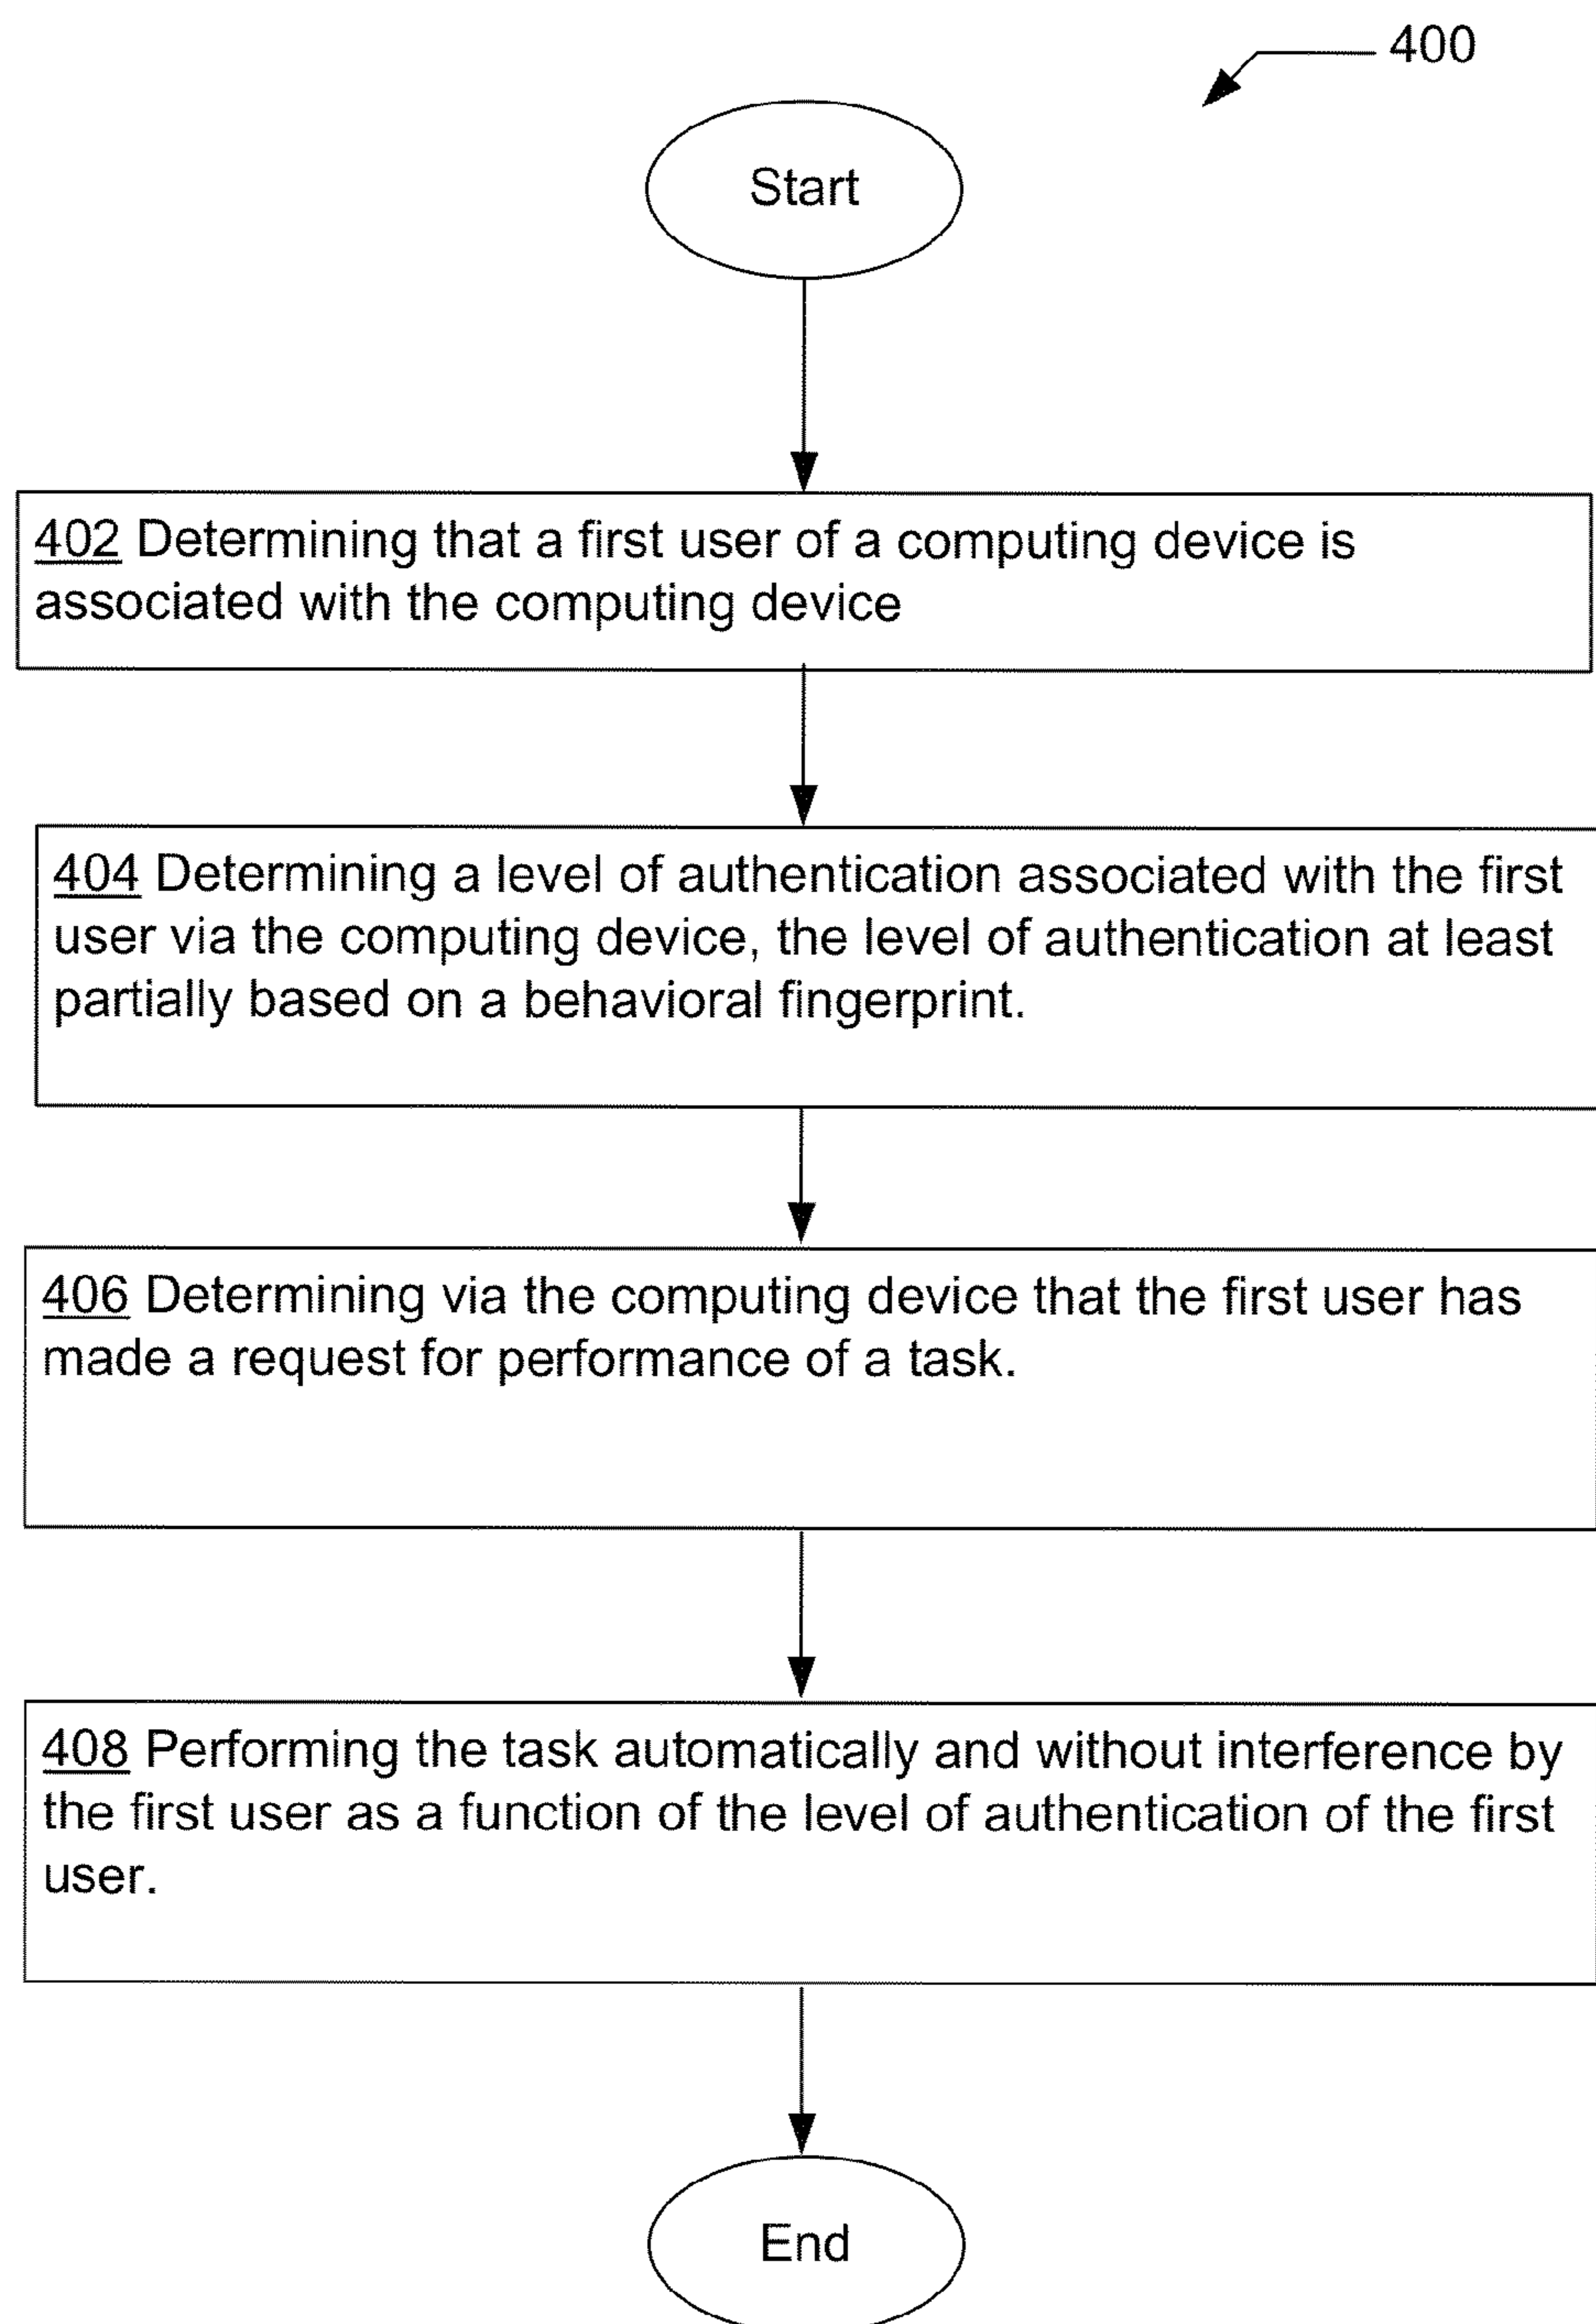 400
Start
402 Determining that a first user of a computing device is
associated with the computing device
404 Determining a level of authentication associated with the first
user via the computing device, the level of authentication at least
partially based on a behavioral fingerprint.
406 Determining via the computing device that the first user has
made a request for performance of a task.
408 Performing the task automatically and without interference by
the first user as a function of the level of authentication of the first
user.
End